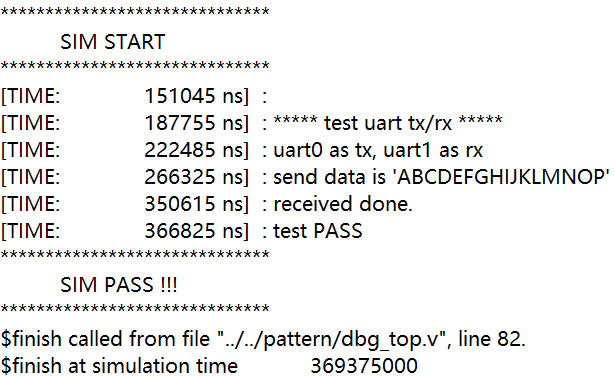 ******************************
SIM START
******************************
[TIME: 151045 ns] :
[TIME: 187755 ns] : ***** test uart tx/rx *****
[TIME: 222485 ns] : uart0 as tx, uart1 as rx
[TIME: 266325 ns] : send data is 'ABCDEFGHIJKLMNOP'
[TIME: 350615 ns] : received done.
[TIME: 366825 ns] : test PASS
******************************
SIM PASS !!!
******************************
$finish called from file "../../pattern/dbg_top.v", line 82.
$finish at simulation time 369375000